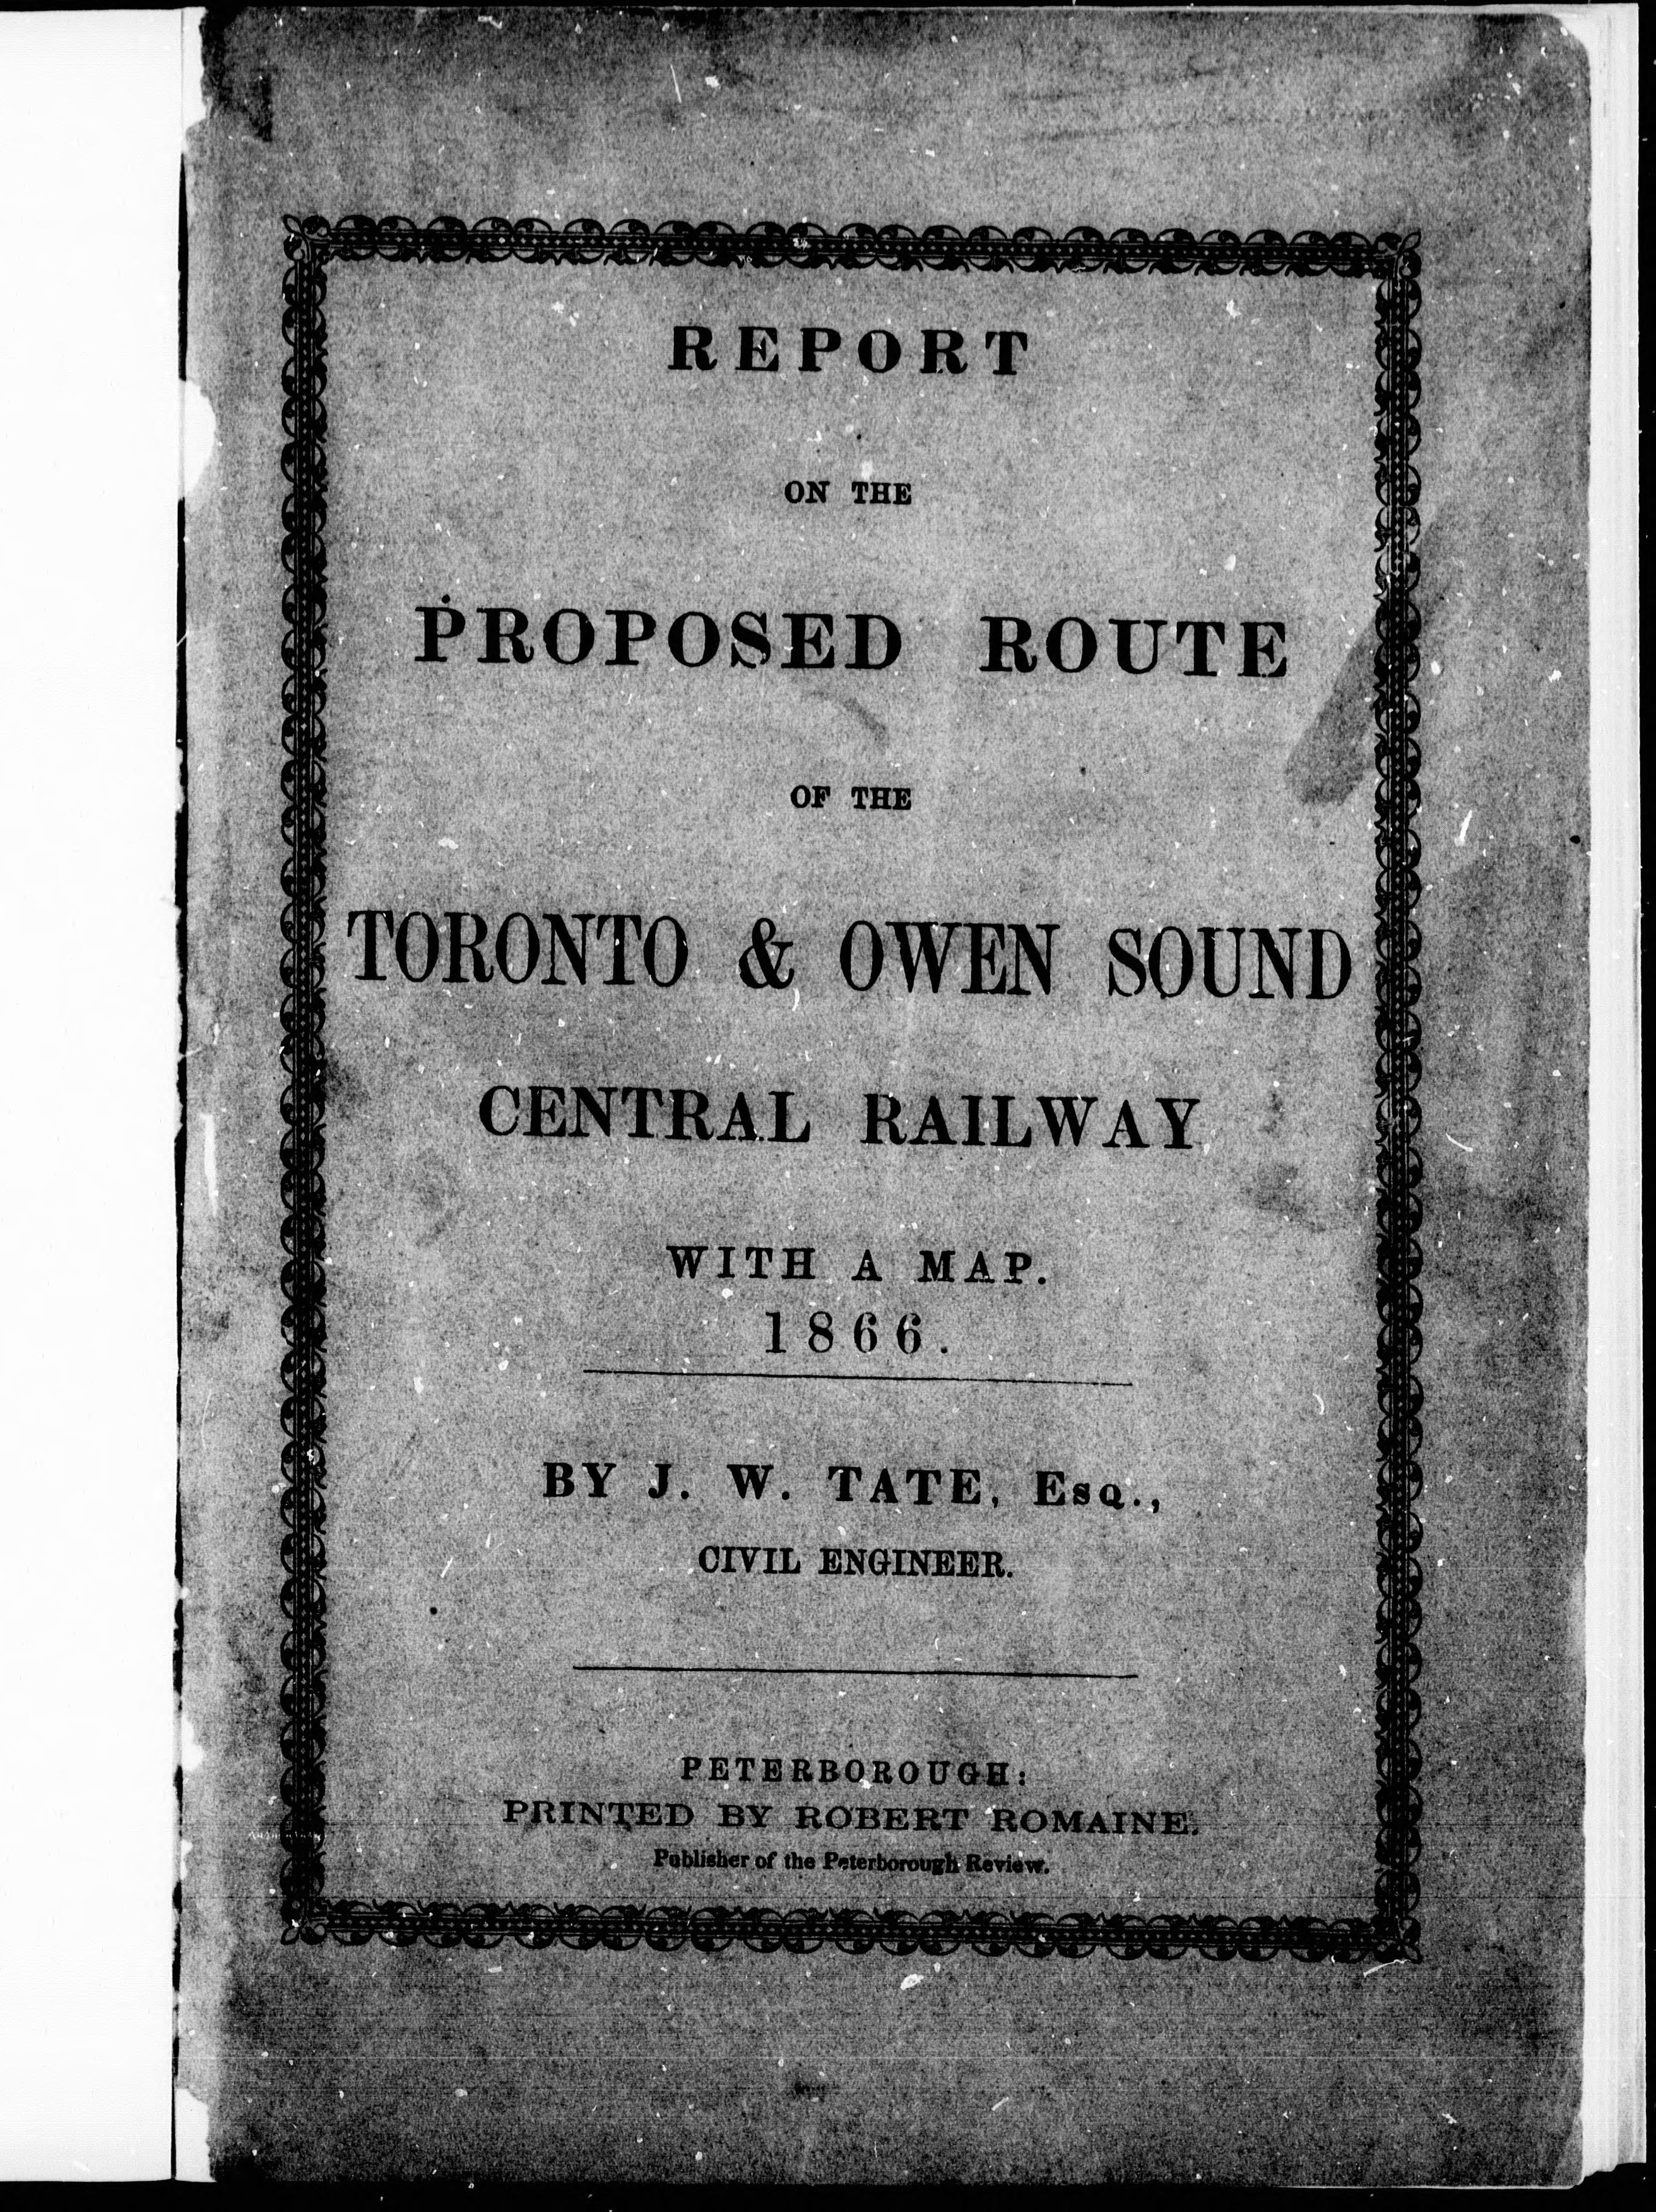 REPORT
ON THE
PROPOSED ROUTE
OF THE
TORONTO & OWEN SOUND
CENTRAL RAILWAY
WITH A MAP.
1866.
BY J. W. TATE, Esq.,
CIVIL ENGINEER.
PETERBOROUGH:
PRINTED BY ROBERT ROMAINE.
Publisher of the Peterborough Review.